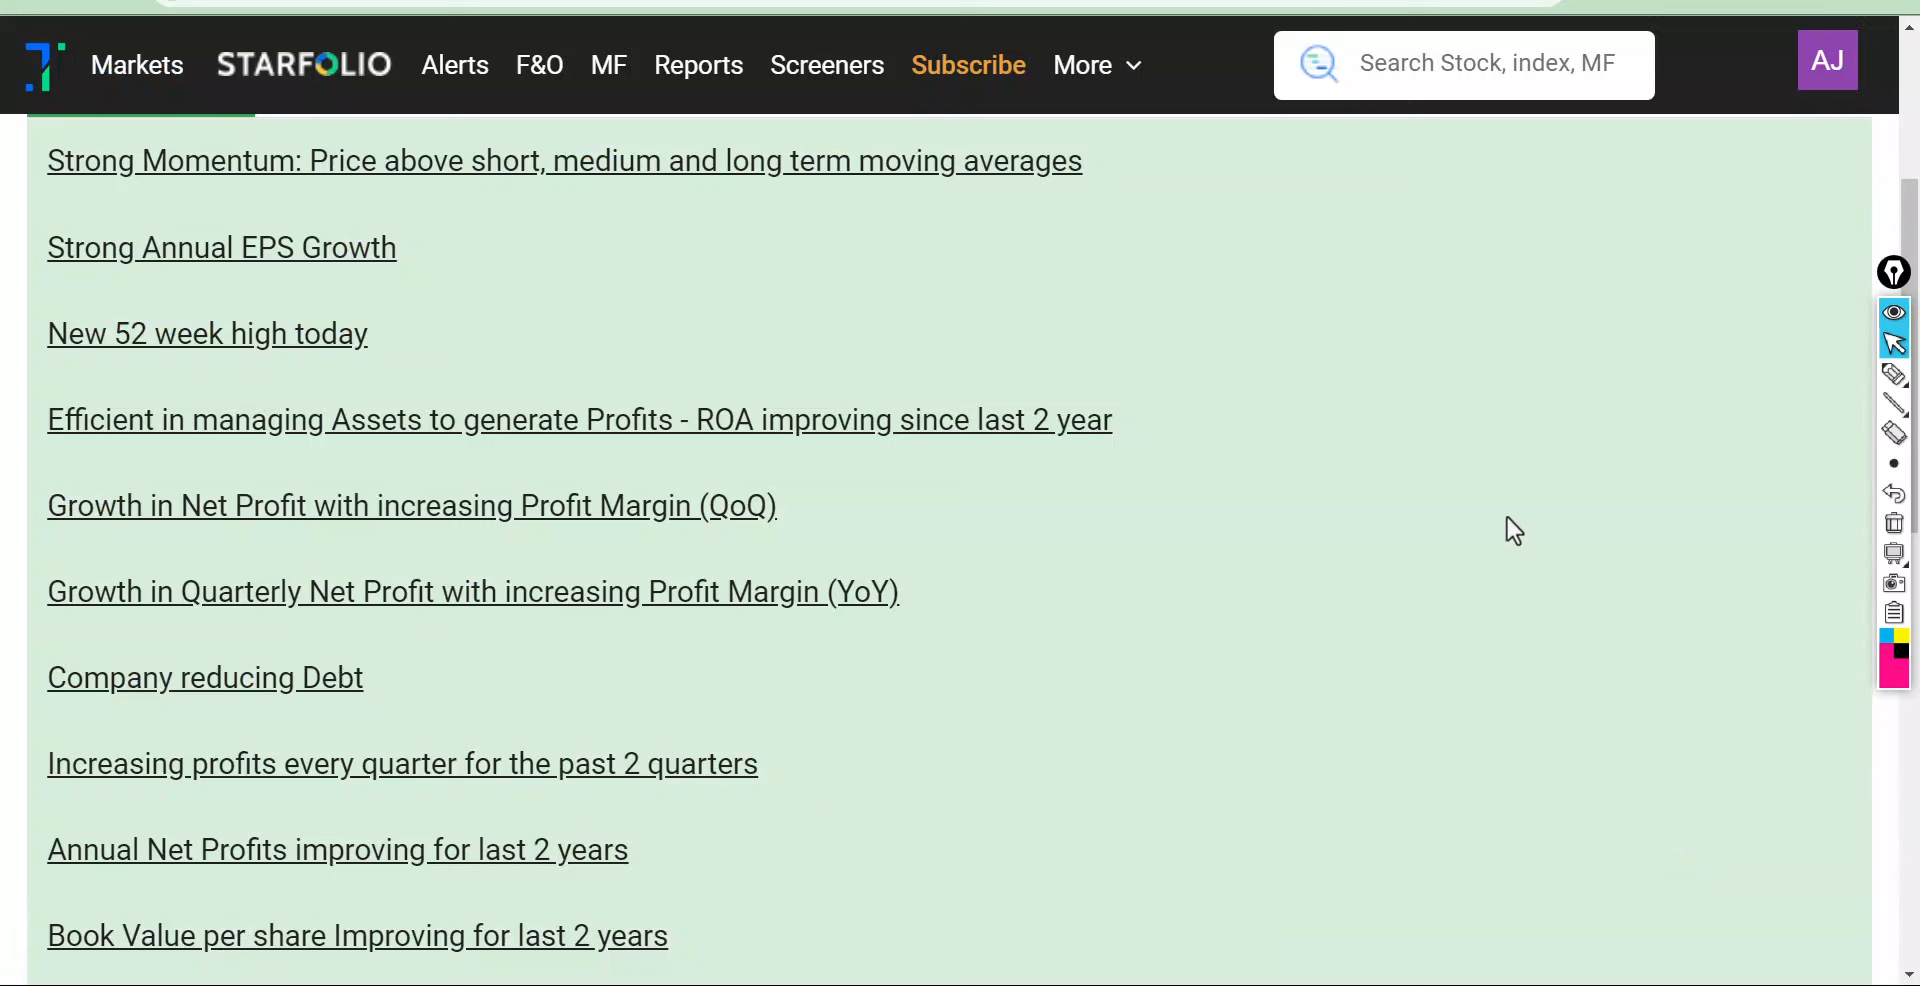 Markets STARFOLIO Alerts F&O MF Reports Screeners Subscribe More Search Stock, index, MF AJ
Strong Momentum: Price above short, medium and long term moving averages
Strong Annual EPS Growth
New 52 week high today
Efficient in managing Assets to generate Profits - ROA improving since last 2 year
Growth in Net Profit with increasing Profit Margin (QoQ)
Growth in Quarterly Net Profit with increasing Profit Margin (YoY)
Company reducing Debt
Increasing profits every quarter for the past 2 quarters
Annual Net Profits improving for last 2 years
Book Value per share Improving for last 2 years